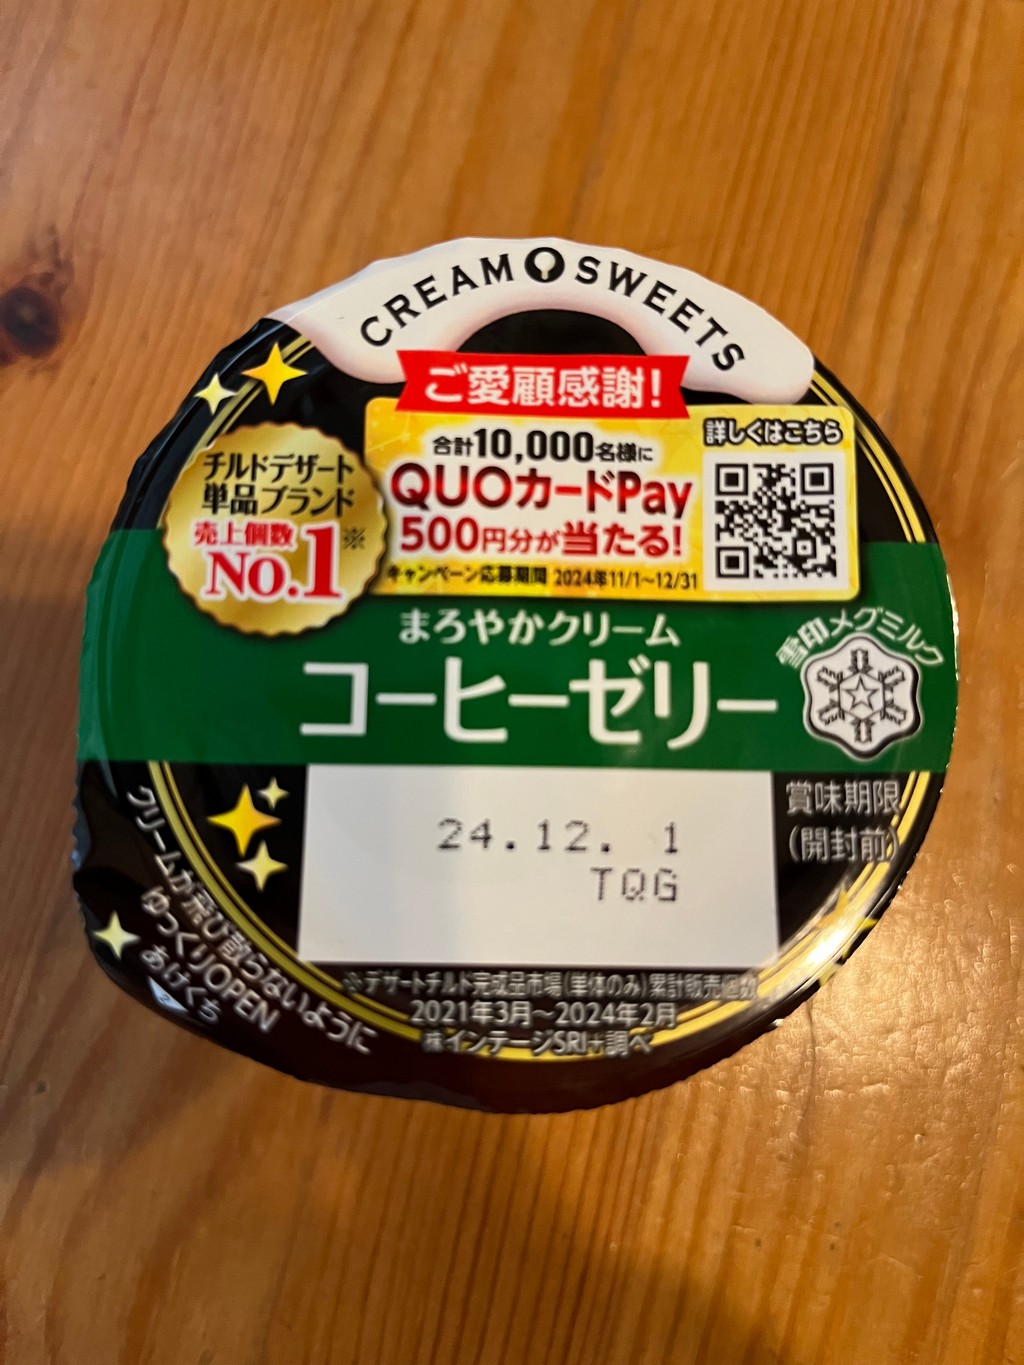 CREAM SWEETS
ご愛顧感謝!
チルドデザート
単品ブランド
売上個数
No.1※
合計10,000名様に
QUOカードPay
500円分が当たる!
キャンペーン応募期間 2024年11/1~12/31
詳しくはこちら
まろやかクリーム
コーヒーゼリー
雪印メグミルク
24.12. 1
TQG
賞味期限
(開封前)
クリームが飛び散らないように
ゆっくりOPEN
あけくち
※デザートチルド完成品市場(単体のみ)累計販売個数
2021年3月~2024年2月
㈱インテージSRI+調べ